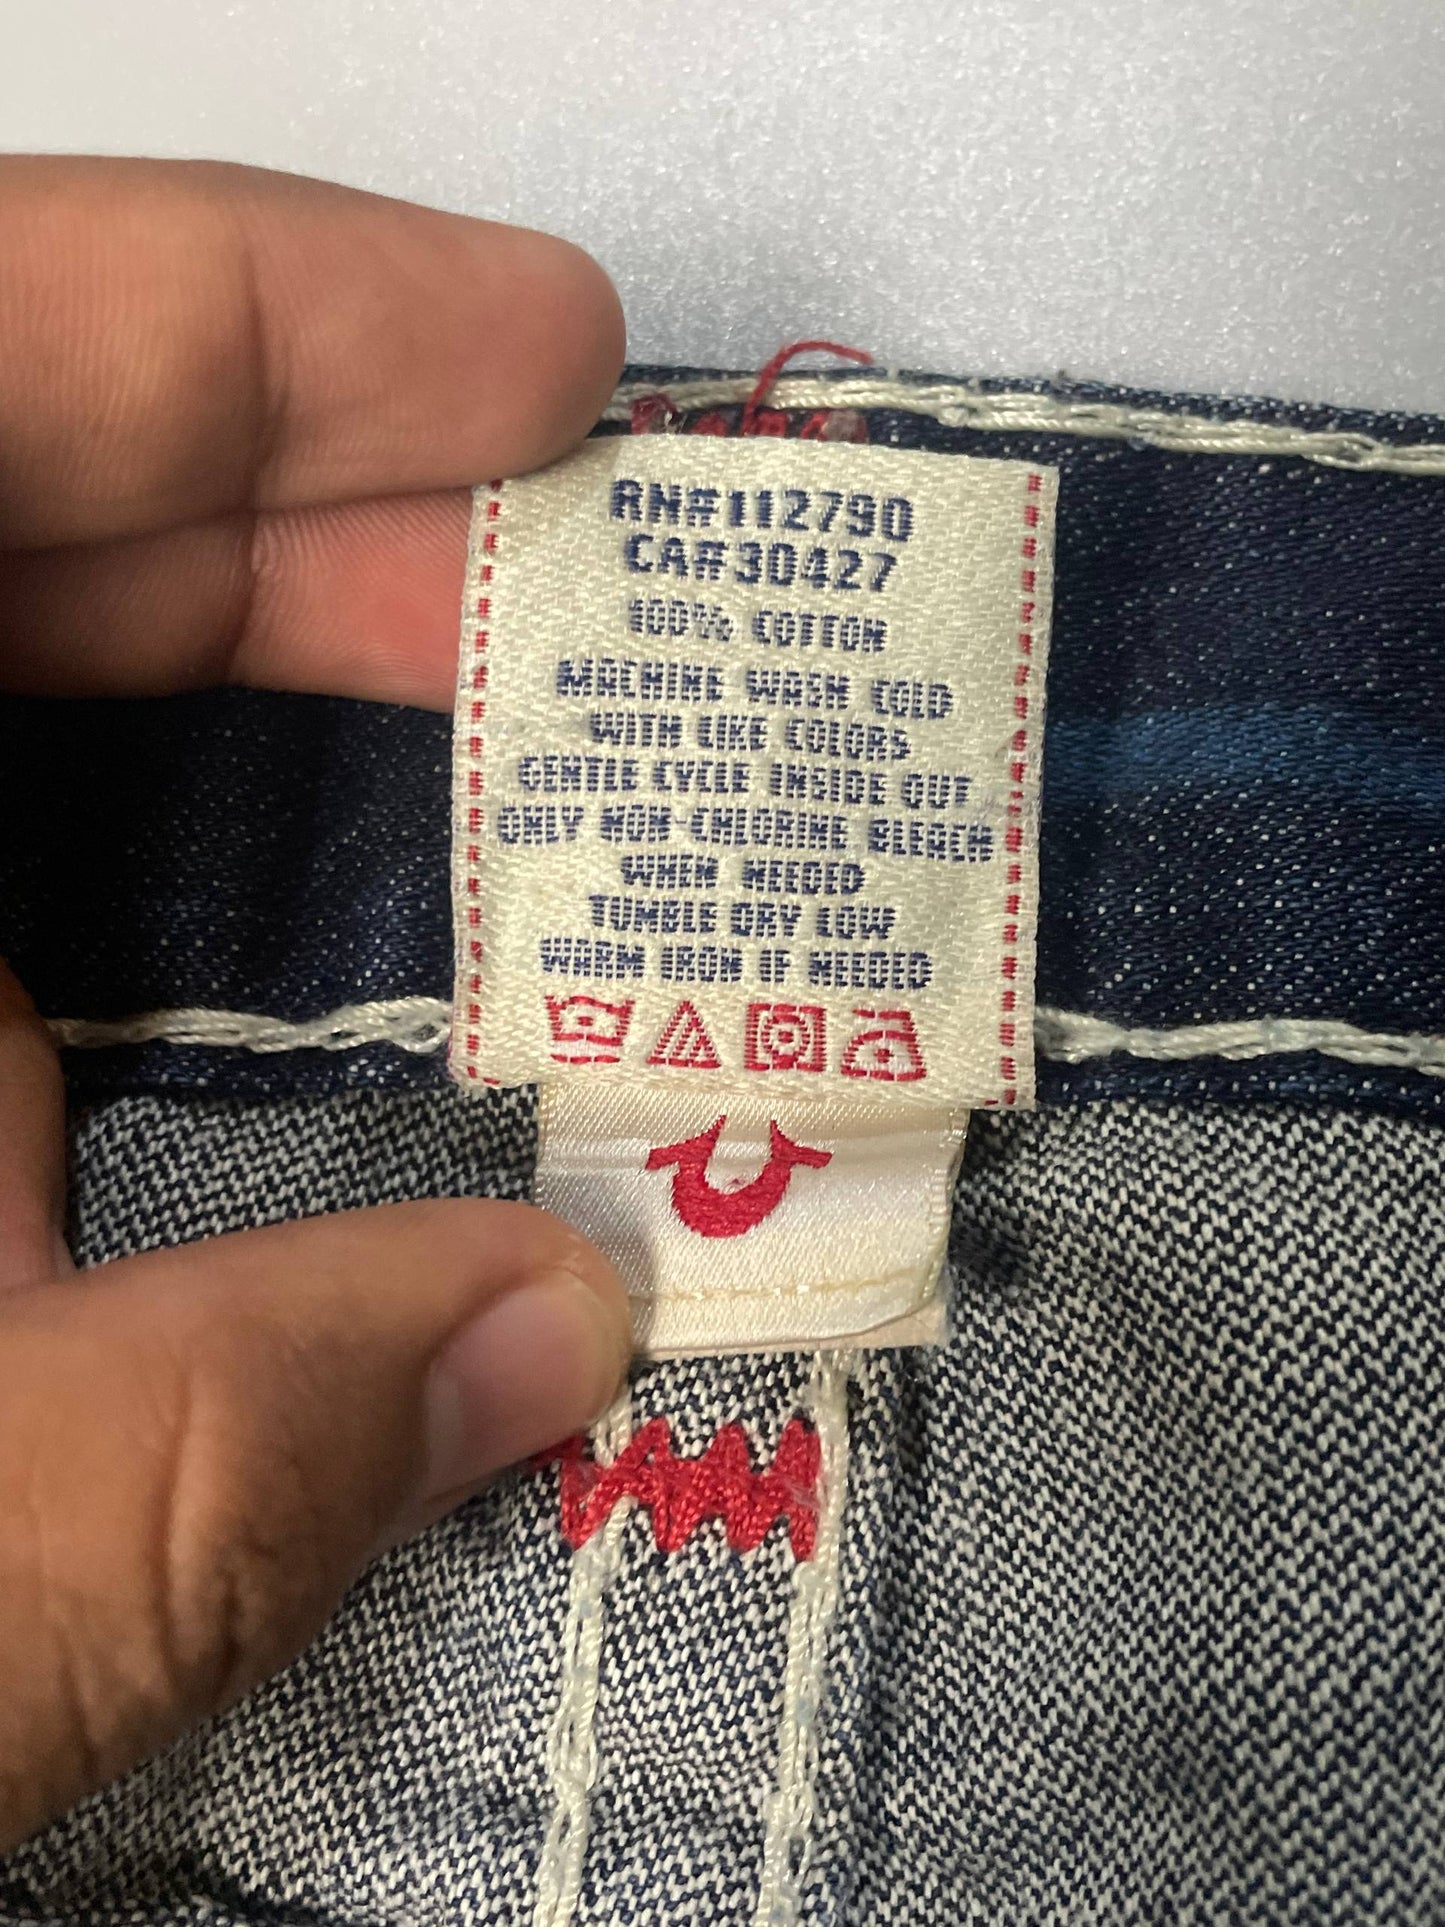 RN#112790
CA#30427
100% COTTON
MACHINE WASH COLD
WITH LIKE COLORS
GENTLE CYCLE INSIDE OUT
ONLY NON-CHLORINE BLEACH
WHEN NEEDED
TUMBLE DRY LOW
WARM IRON IF NEEDED